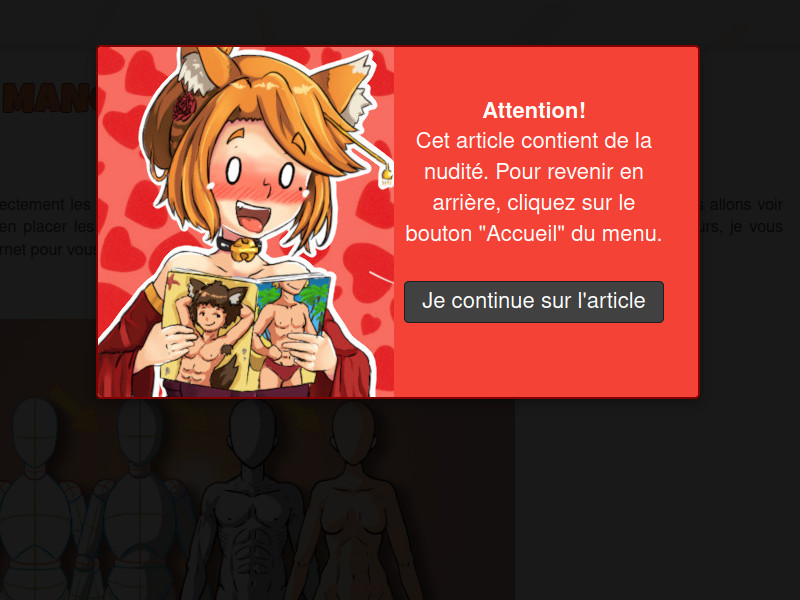 MANG
Attention!
Cet article contient de la
nudité. Pour revenir en
arrière, cliquez sur le
bouton "Accueil" du menu.
Je continue sur l'article
ectement les
s allons voir
en placer les
urs, je vous
rnet pour vous